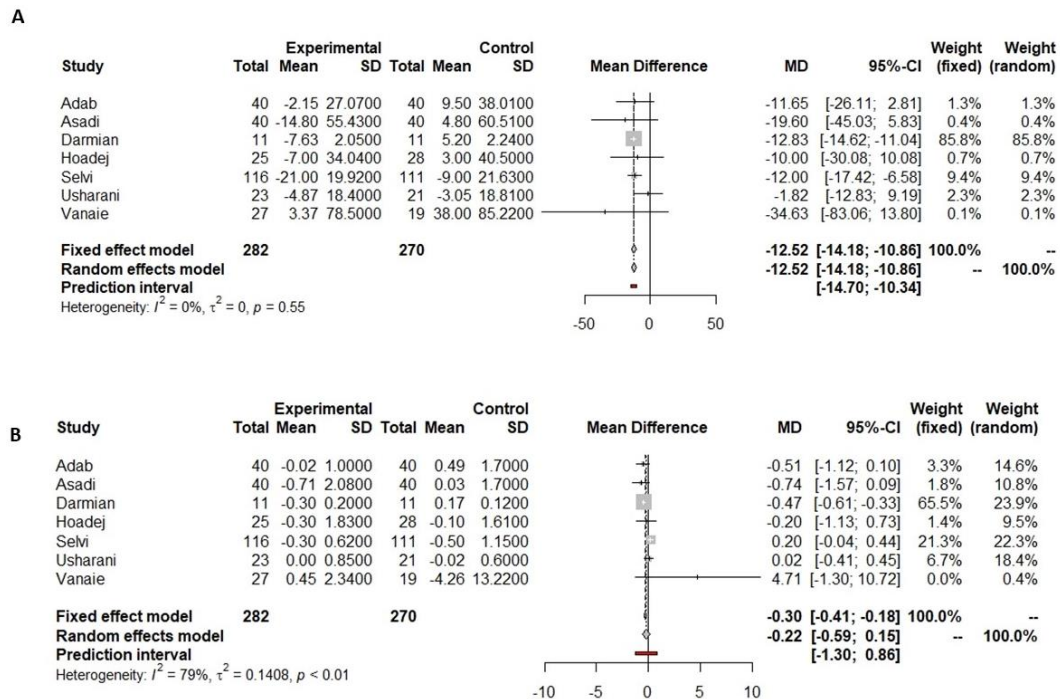 A
Experimental Control Weight Weight
Study Total Mean SD Total Mean SD Mean Difference MD 95%-CI (fixed) (random)
Adab 40 -2.15 27.0700 40 9.50 38.0100 -11.65 [-26.11; 2.81] 1.3% 1.3%
Asadi 40 -14.80 55.4300 40 4.80 60.5100 -19.60 [-45.03; 5.83] 0.4% 0.4%
Darmian 11 -7.63 2.0500 11 5.20 2.2400 -12.83 [-14.62; -11.04] 85.8% 85.8%
Hoadej 25 -7.00 34.0400 28 3.00 40.5000 -10.00 [-30.08; 10.08] 0.7% 0.7%
Selvi 116 -21.00 19.9200 111 -9.00 21.6300 -12.00 [-17.42; -6.58] 9.4% 9.4%
Usharani 23 -4.87 18.4000 21 -3.05 18.8100 -1.82 [-12.83; 9.19] 2.3% 2.3%
Vanaie 27 3.37 78.5000 19 38.00 85.2200 -34.63 [-83.06; 13.80] 0.1% 0.1%
Fixed effect model 282 270 -12.52 [-14.18; -10.86] 100.0% --
Random effects model -12.52 [-14.18; -10.86] -- 100.0%
Prediction interval [-14.70; -10.34]
Heterogeneity: I² = 0%, τ² = 0, p = 0.55
-50 0 50
B
Experimental Control Weight Weight
Study Total Mean SD Total Mean SD Mean Difference MD 95%-CI (fixed) (random)
Adab 40 -0.02 1.0000 40 0.49 1.7000 -0.51 [-1.12; 0.10] 3.3% 14.6%
Asadi 40 -0.71 2.0800 40 0.03 1.7000 -0.74 [-1.57; 0.09] 1.8% 10.8%
Darmian 11 -0.30 0.2000 11 0.17 0.1200 -0.47 [-0.61; -0.33] 65.5% 23.9%
Hoadej 25 -0.30 1.8300 28 -0.10 1.6100 -0.20 [-1.13; 0.73] 1.4% 9.5%
Selvi 116 -0.30 0.6200 111 -0.50 1.1500 0.20 [-0.04; 0.44] 21.3% 22.3%
Usharani 23 0.00 0.8500 21 -0.02 0.6000 0.02 [-0.41; 0.45] 6.7% 18.4%
Vanaie 27 0.45 2.3400 19 -4.26 13.2200 4.71 [-1.30; 10.72] 0.0% 0.4%
Fixed effect model 282 270 -0.30 [-0.41; -0.18] 100.0% --
Random effects model -0.22 [-0.59; 0.15] -- 100.0%
Prediction interval [-1.30; 0.86]
Heterogeneity: I² = 79%, τ² = 0.1408, p < 0.01
-10 -5 0 5 10